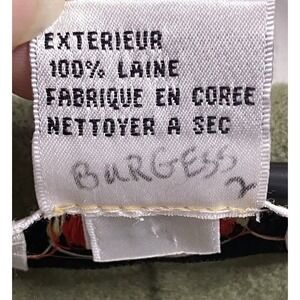 EXTERIEUR
100% LAINE
FABRIQUE EN COREE
NETTOYER A SEC
BURGESS
2